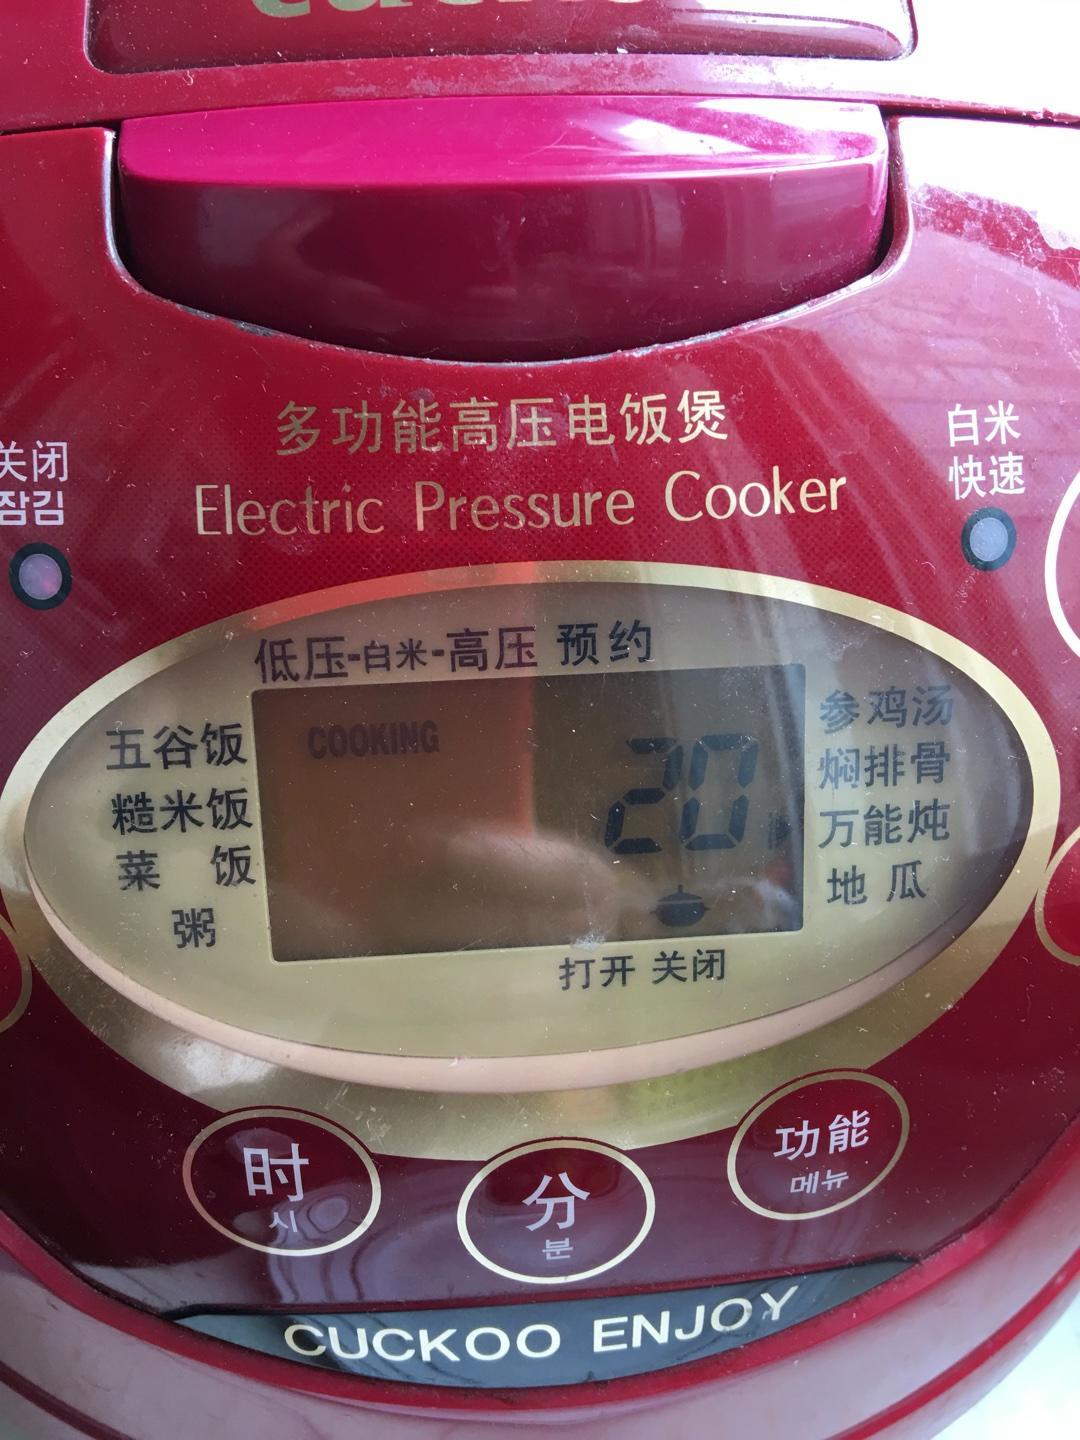 多功能高压电饭煲
Electric Pressure Cooker
关闭
잠김
白米
快速
低压-白米-高压 预约
五谷饭
糙米饭
菜 饭
粥
COOKING
20
参鸡汤
焖排骨
万能炖
地 瓜
打开 关闭
时
시
分
분
功能
메뉴
CUCKOO ENJOY